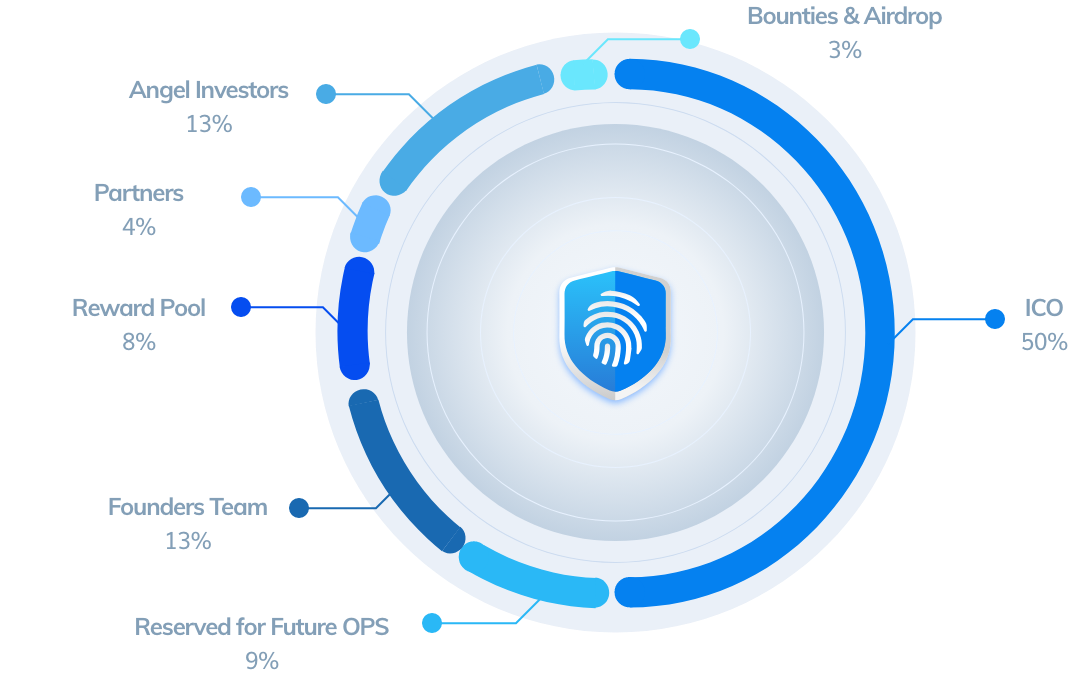 Bounties & Airdrop
3%
Angel Investors
13%
Partners
4%
Reward Pool
8%
ICO
50%
Founders Team
13%
Reserved for Future OPS
9%